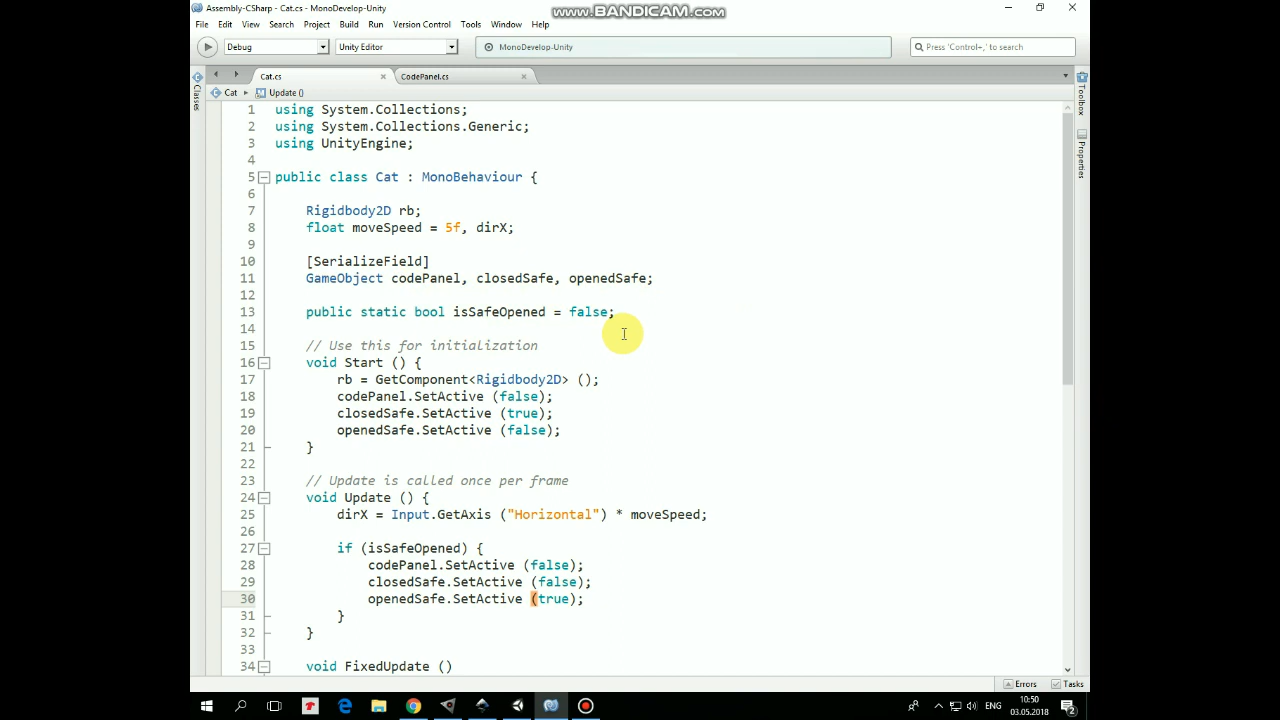 Assembly-CSharp - Cat.cs - MonoDevelop-Unity
www.BANDICAM.com
File Edit View Search Project Build Run Version Control Tools Window Help
Debug Unity Editor MonoDevelop-Unity Press 'Control+,' to search
Cat.cs CodePanel.cs
Cat Update ()
Classes
Toolbox
Properties
1 using System.Collections;
2 using System.Collections.Generic;
3 using UnityEngine;
4
5 public class Cat : MonoBehaviour {
6
7 Rigidbody2D rb;
8 float moveSpeed = 5f, dirX;
9
10 [SerializeField]
11 GameObject codePanel, closedSafe, openedSafe;
12
13 public static bool isSafeOpened = false;
14
15 // Use this for initialization
16 void Start () {
17 rb = GetComponent<Rigidbody2D> ();
18 codePanel.SetActive (false);
19 closedSafe.SetActive (true);
20 openedSafe.SetActive (false);
21 }
22
23 // Update is called once per frame
24 void Update () {
25 dirX = Input.GetAxis ("Horizontal") * moveSpeed;
26
27 if (isSafeOpened) {
28 codePanel.SetActive (false);
29 closedSafe.SetActive (false);
30 openedSafe.SetActive (true);
31 }
32 }
33
34 void FixedUpdate ()
Errors Tasks
ENG
10:50
03.05.2018
2